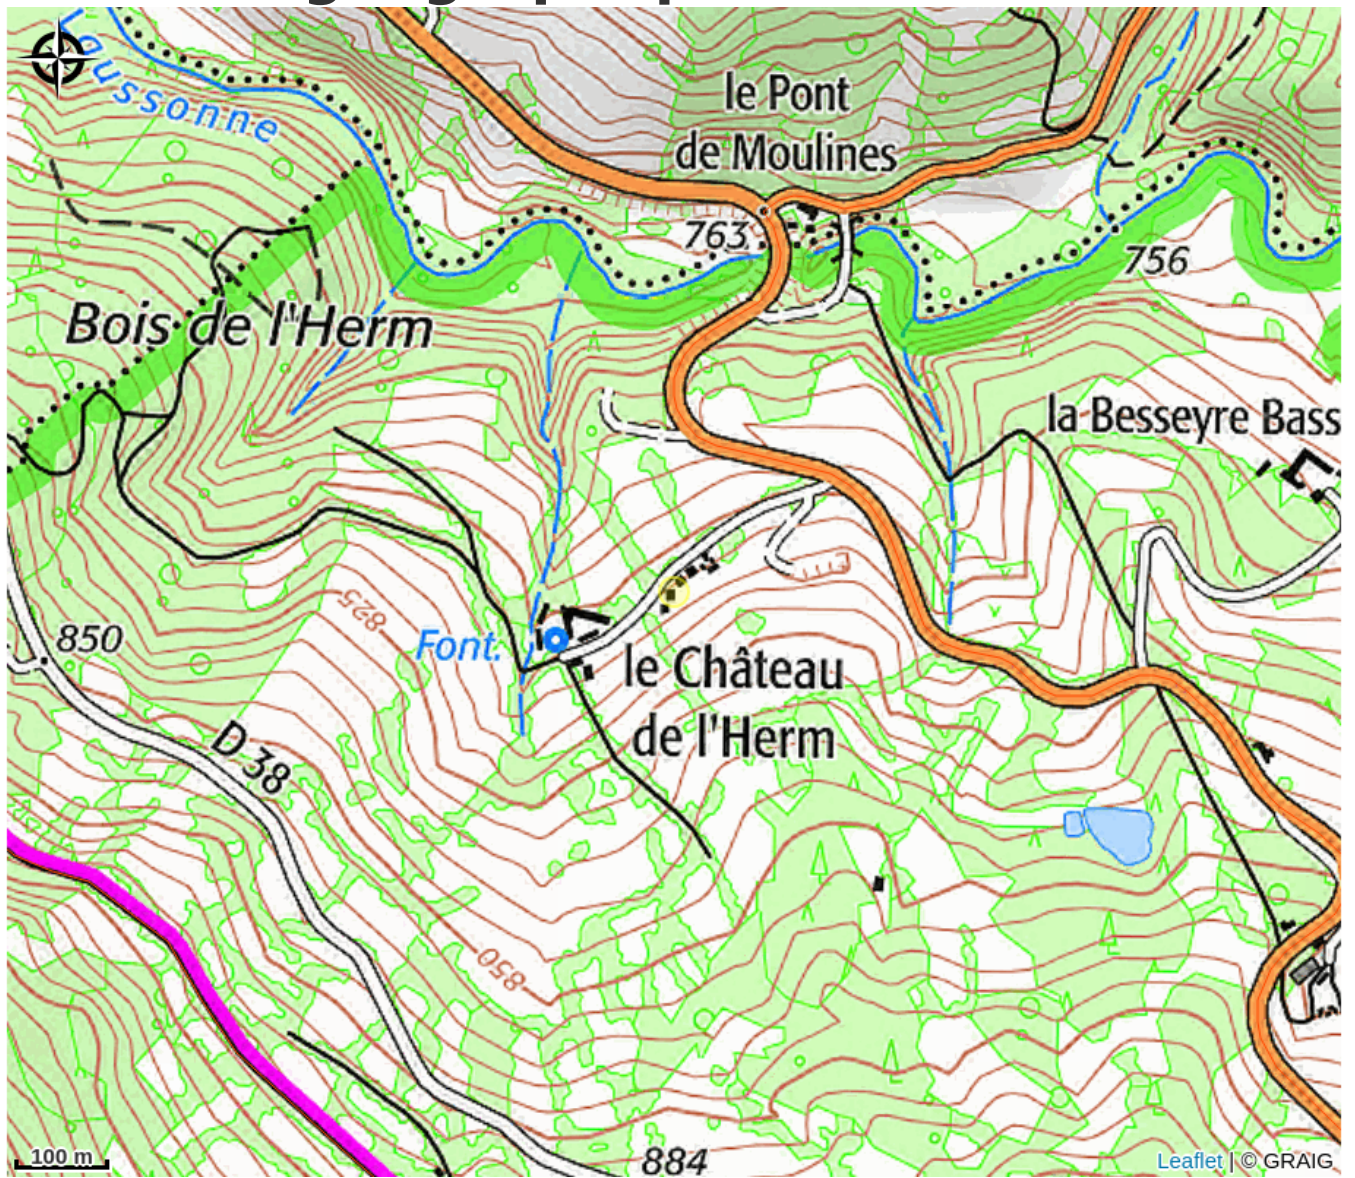 Laussonne
le Pont
de Moulines
763
756
Bois de l'Herm
la Besseyre Bass
825
850
Font.
le Château
de l'Herm
D 38
850
884
100 m
Leaflet | © GRAIG